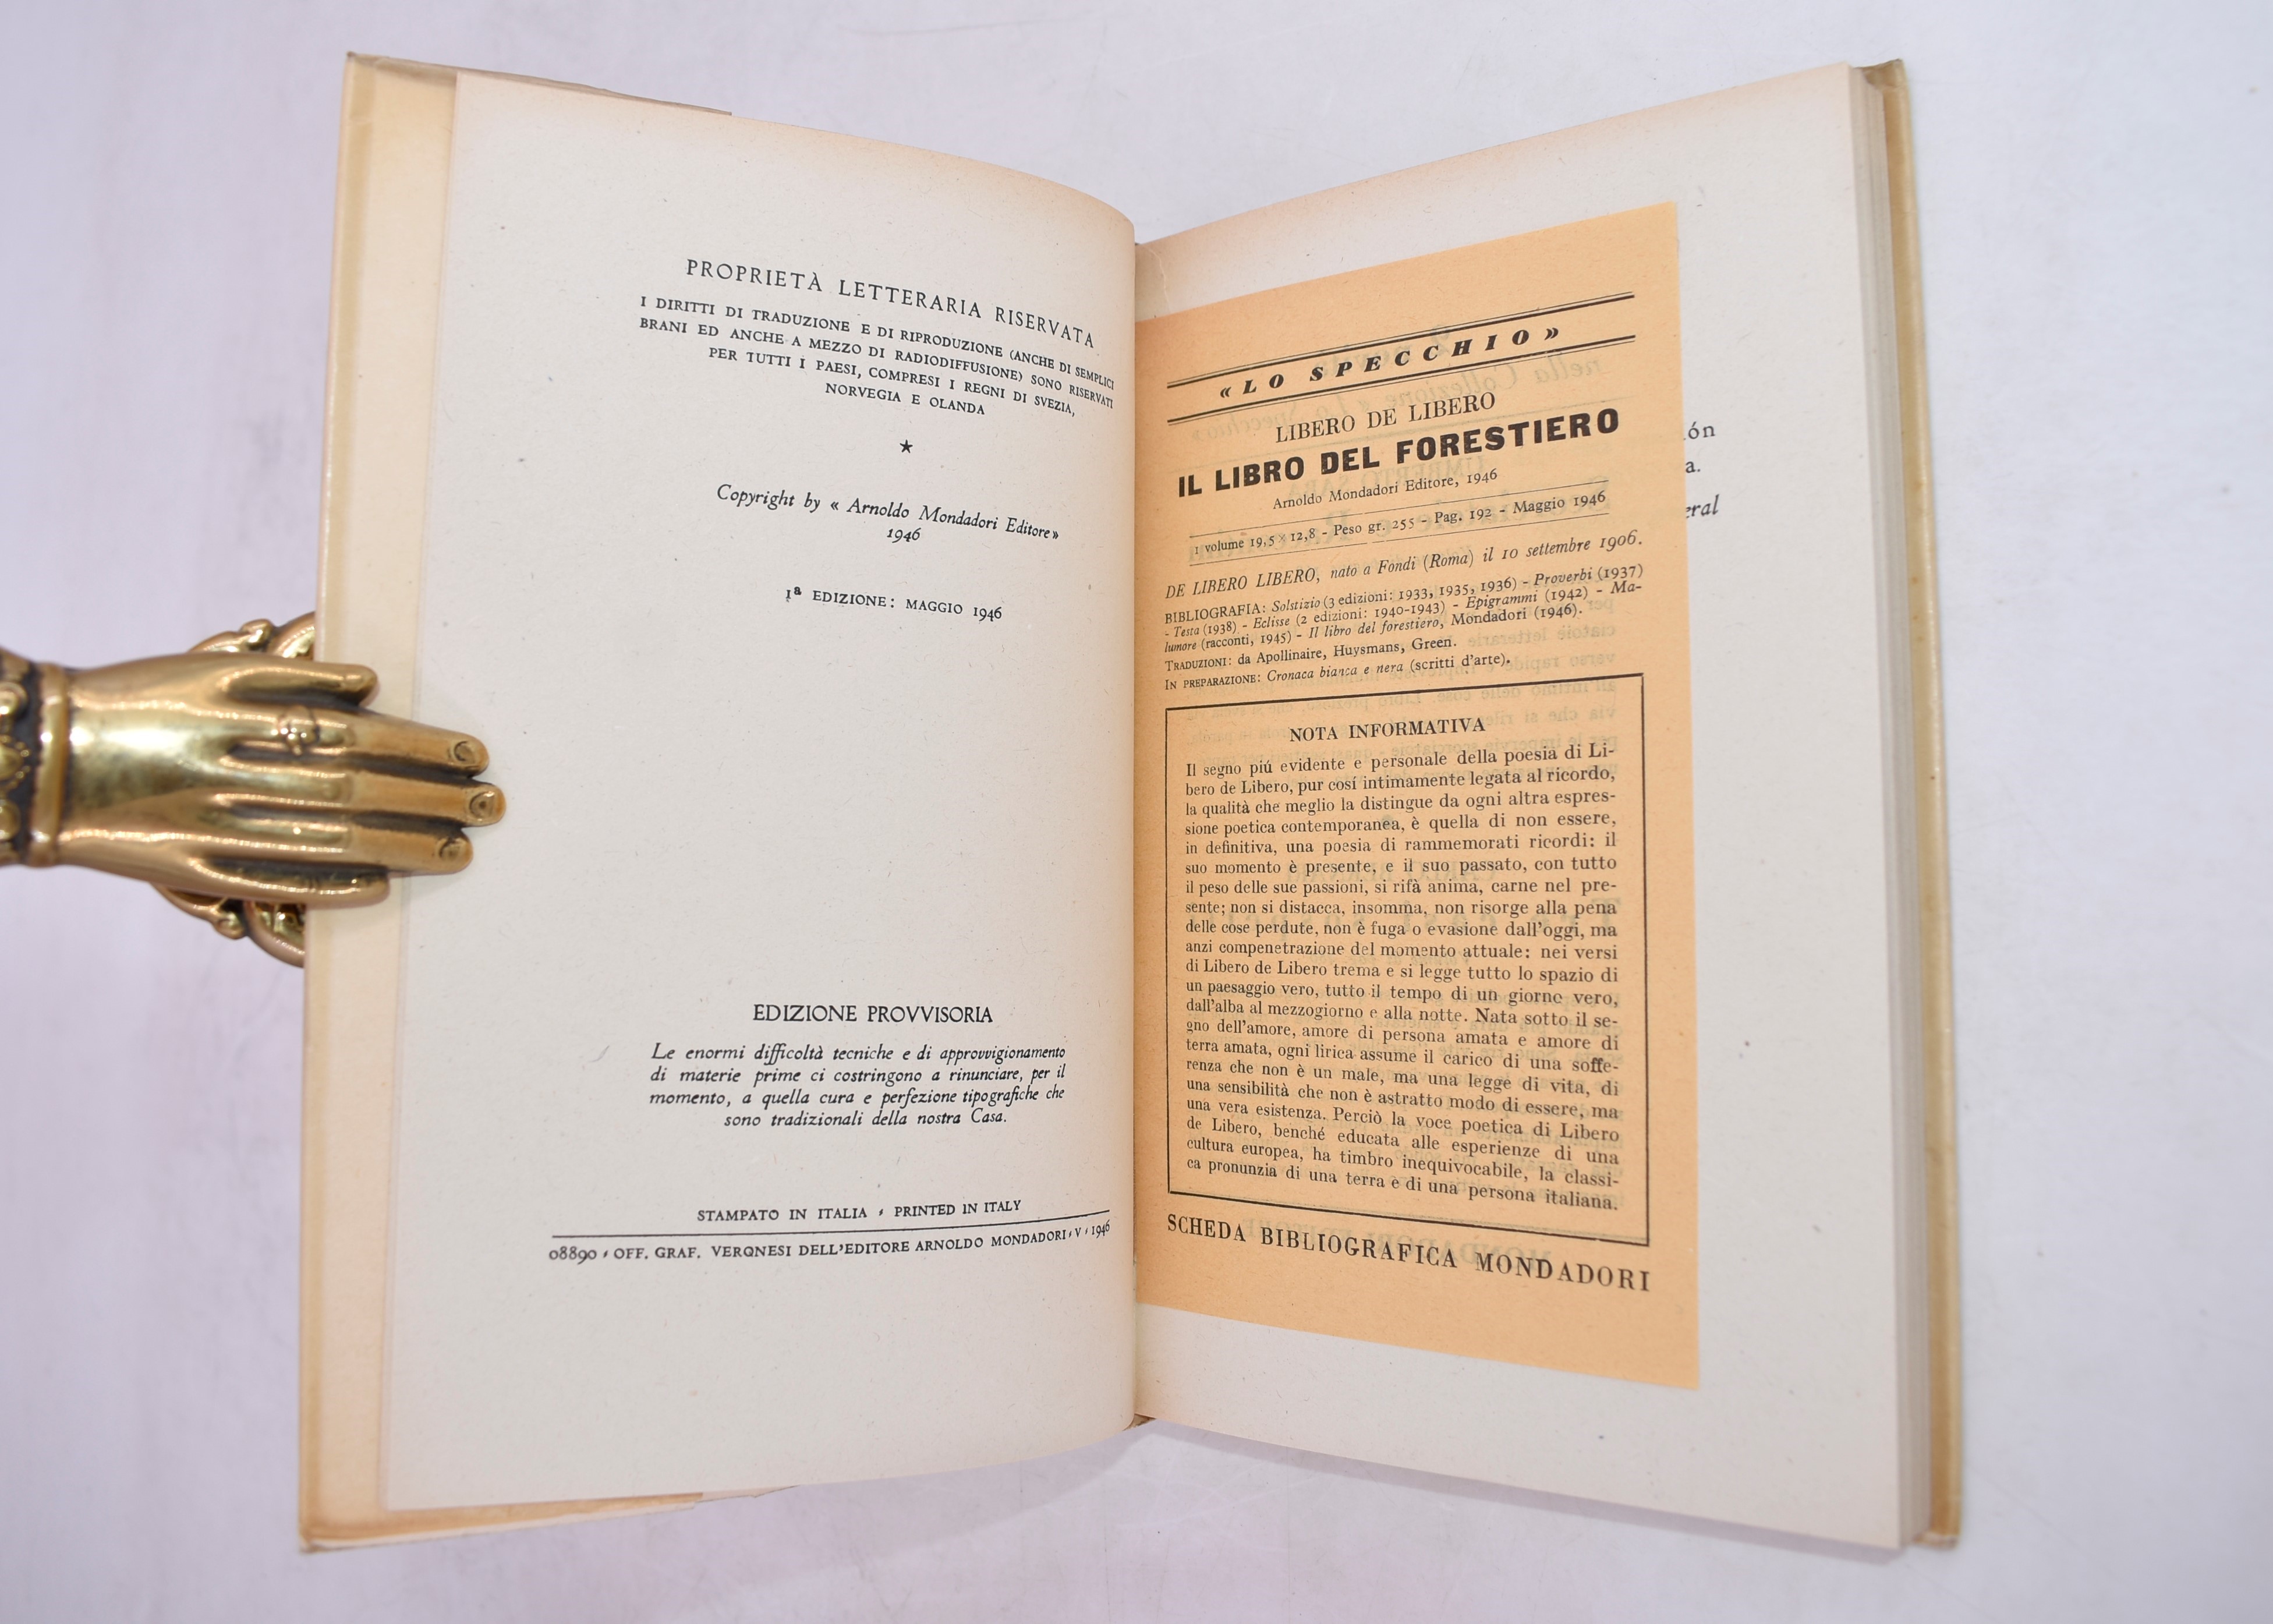 PROPRIETÀ LETTERARIA RISERVATA
I DIRITTI DI TRADUZIONE E DI RIPRODUZIONE (ANCHE DI SEMPLICI
BRANI ED ANCHE A MEZZO DI RADIODIFFUSIONE) SONO RISERVATI
PER TUTTI I PAESI, COMPRESI I REGNI DI SVEZIA,
NORVEGIA E OLANDA
★
Copyright by « Arnoldo Mondadori Editore»
1946
1ª EDIZIONE: MAGGIO 1946
EDIZIONE PROVVISORIA
Le enormi difficoltà tecniche e di approvvigionamento
di materie prime ci costringono a rinunciare, per il
momento, a quella cura e perfezione tipografiche che
sono tradizionali della nostra Casa.
STAMPATO IN ITALIA · PRINTED IN ITALY
08890 · OFF. GRAF. VERONESI DELL'EDITORE ARNOLDO MONDADORI · V · 1946
«LO SPECCHIO»
LIBERO DE LIBERO
IL LIBRO DEL FORESTIERO
Arnoldo Mondadori Editore, 1946
1 volume 19,5 × 12,8 - Peso gr. 255 - Pag. 192 - Maggio 1946
DE LIBERO LIBERO, nato a Fondi (Roma) il 10 settembre 1906.
BIBLIOGRAFIA: Solstizio (3 edizioni: 1933, 1935, 1936) - Proverbi (1937)
- Testa (1938) - Eclisse (2 edizioni: 1940-1943) - Epigrammi (1942) - Ma-
lumore (racconti, 1945) - Il libro del forestiero, Mondadori (1946).
TRADUZIONI: da Apollinaire, Huysmans, Green.
IN PREPARAZIONE: Cronaca bianca e nera (scritti d'arte).
NOTA INFORMATIVA
Il segno piú evidente e personale della poesia di Li-
bero de Libero, pur cosí intimamente legata al ricordo,
la qualità che meglio la distingue da ogni altra espres-
sione poetica contemporanea, è quella di non essere,
in definitiva, una poesia di rammemorati ricordi: il
suo momento è presente, e il suo passato, con tutto
il peso delle sue passioni, si rifà anima, carne nel pre-
sente; non si distacca, insomma, non risorge alla pena
delle cose perdute, non è fuga o evasione dall'oggi, ma
anzi compenetrazione del momento attuale: nei versi
di Libero de Libero trema e si legge tutto lo spazio di
un paesaggio vero, tutto il tempo di un giorno vero,
dall'alba al mezzogiorno e alla notte. Nata sotto il se-
gno dell'amore, amore di persona amata e amore di
terra amata, ogni lirica assume il carico di una soffe-
renza che non è un male, ma una legge di vita, di
una sensibilità che non è astratto modo di essere, ma
una vera esistenza. Perciò la voce poetica di Libero
de Libero, benché educata alle esperienze di una
cultura europea, ha timbro inequivocabile, la classi-
ca pronunzia di una terra è di una persona italiana.
SCHEDA BIBLIOGRAFICA MONDADORI
ón
a.
eral